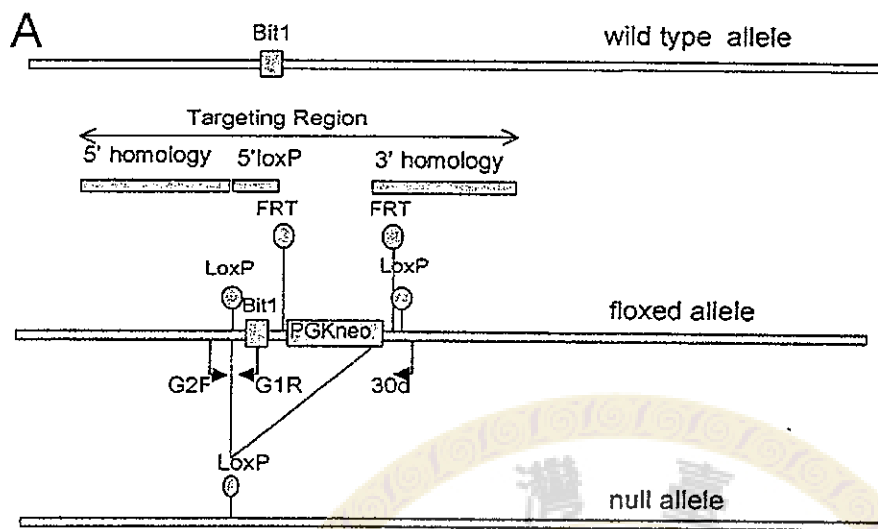 A
Bit1
wild type allele
Targeting Region
5' homology 5'loxP 3' homology
FRT FRT
LoxP LoxP
Bit1
PGKneo
floxed allele
G2F G1R 30d
LoxP
null allele
臺